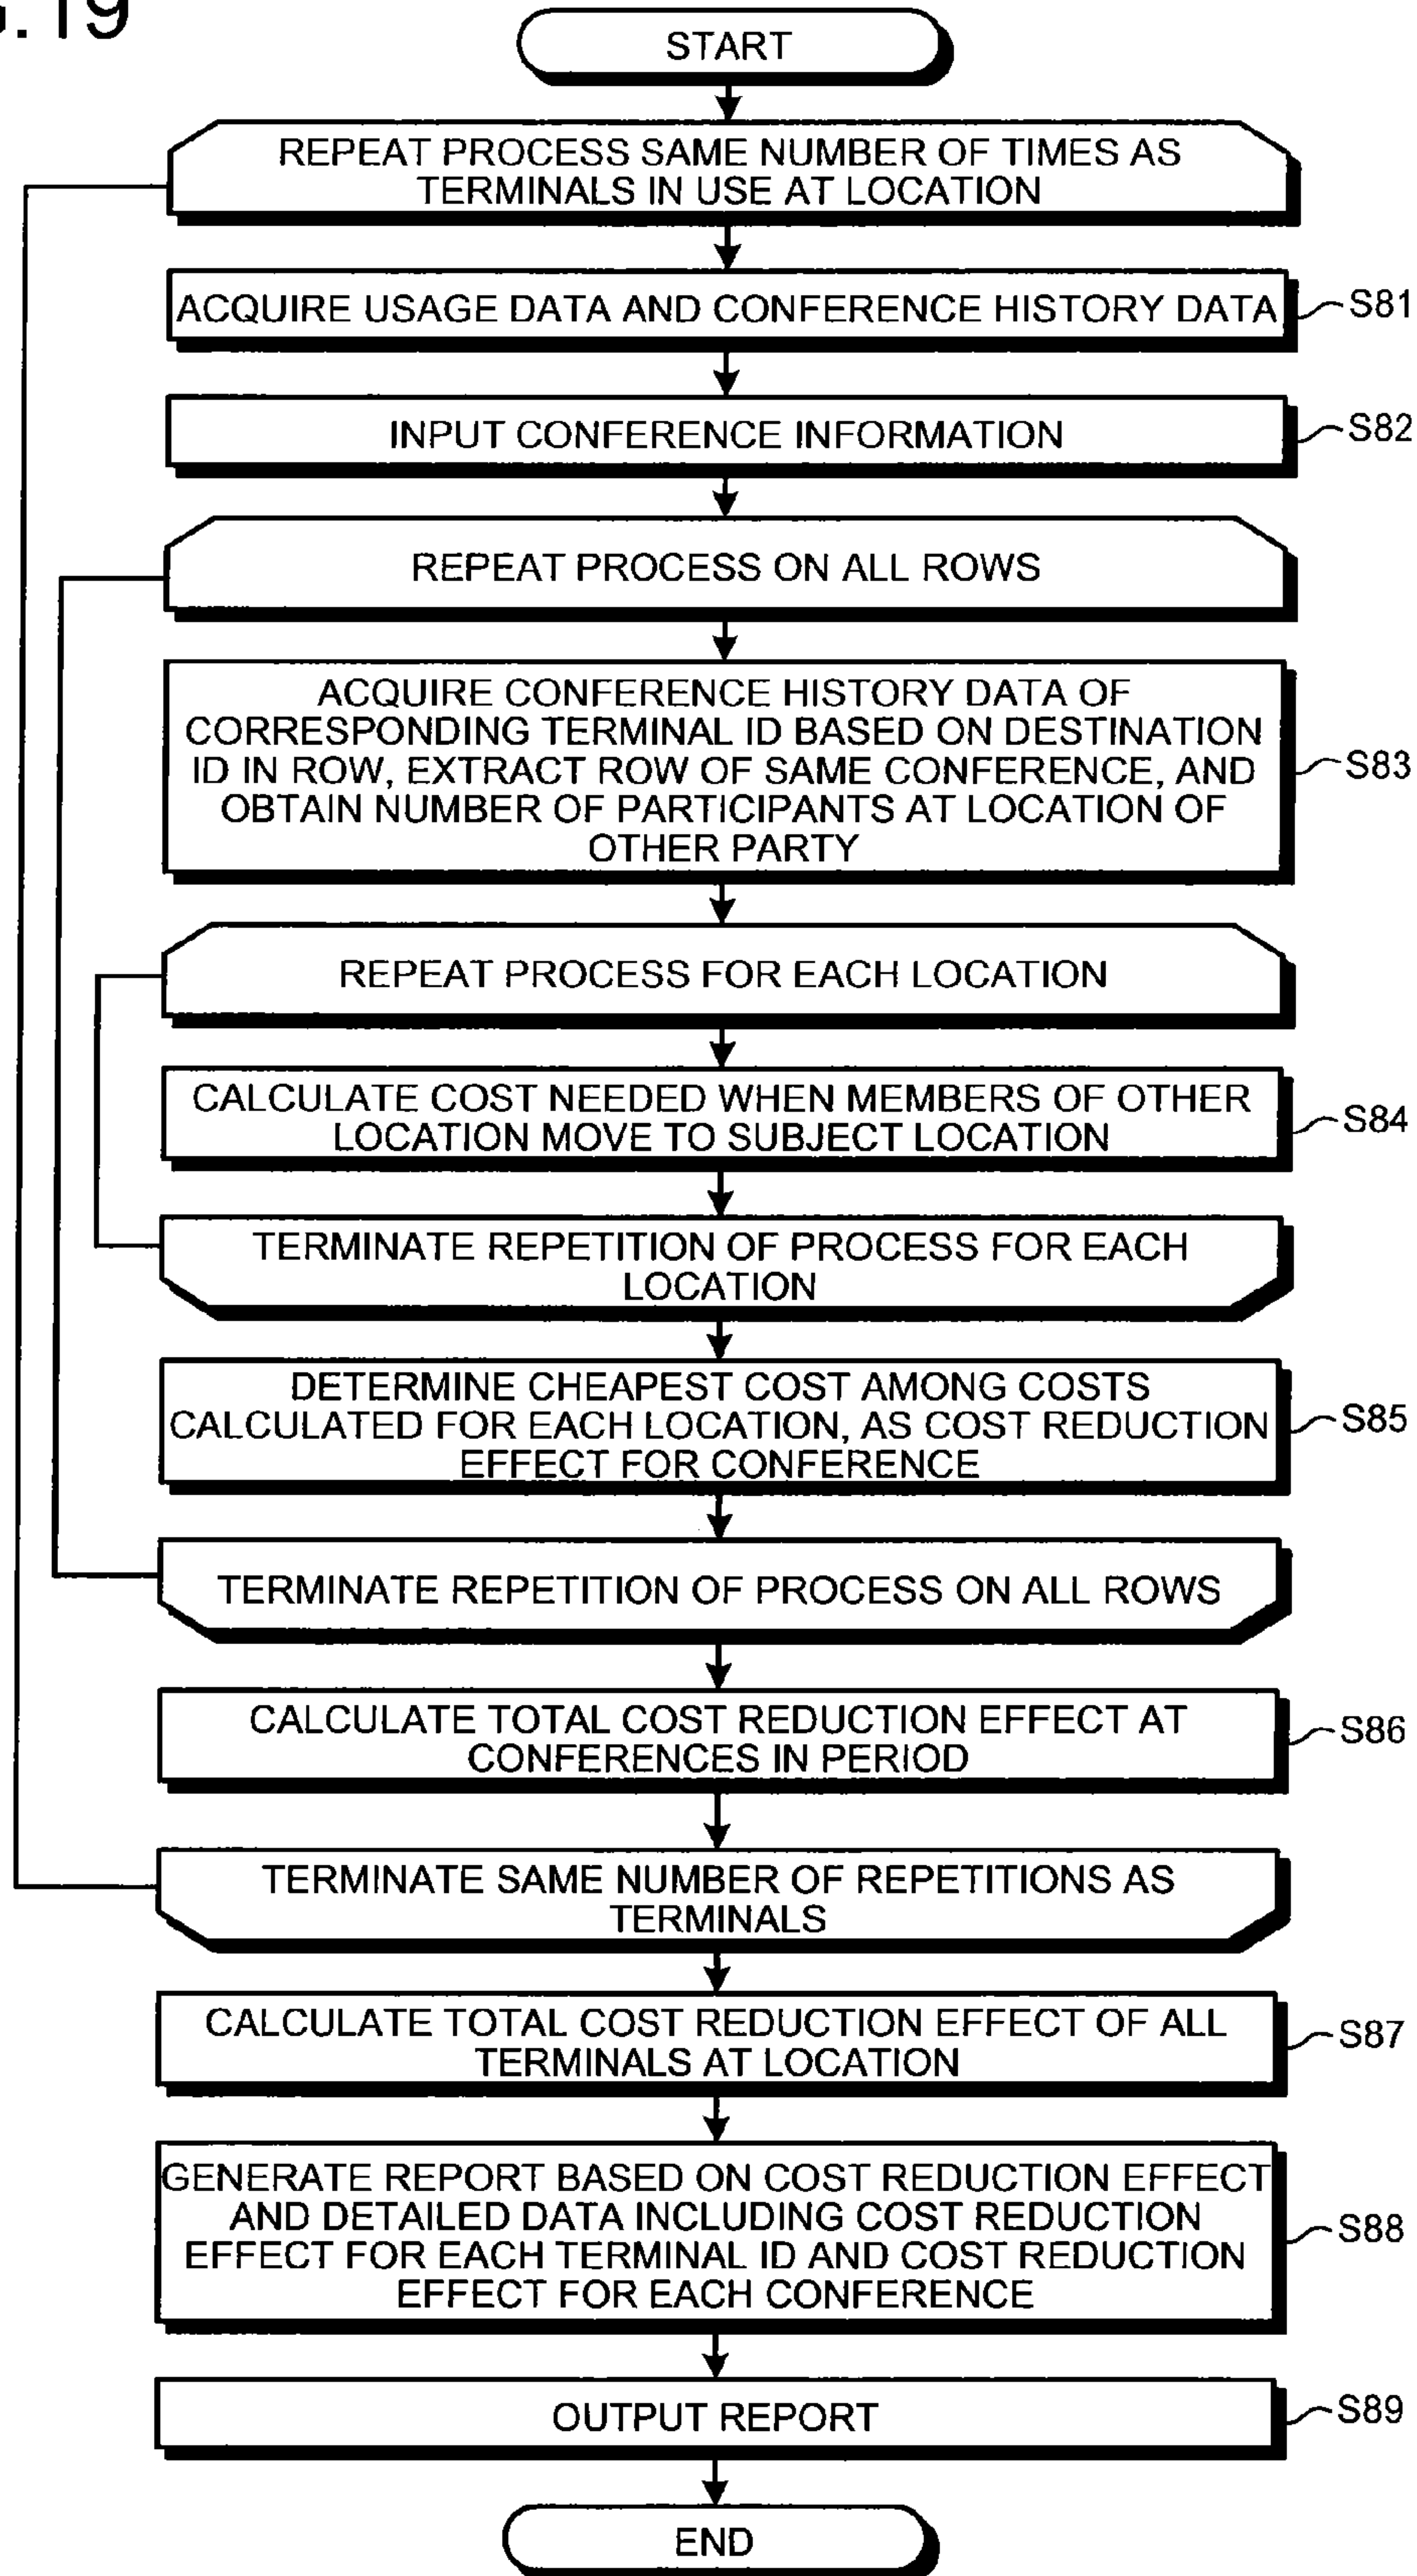 .19
START
REPEAT PROCESS SAME NUMBER OF TIMES AS
TERMINALS IN USE AT LOCATION
ACQUIRE USAGE DATA AND CONFERENCE HISTORY DATA
S81
INPUT CONFERENCE INFORMATION
S82
REPEAT PROCESS ON ALL ROWS
ACQUIRE CONFERENCE HISTORY DATA OF
CORRESPONDING TERMINAL ID BASED ON DESTINATION
ID IN ROW, EXTRACT ROW OF SAME CONFERENCE, AND
OBTAIN NUMBER OF PARTICIPANTS AT LOCATION OF
OTHER PARTY
S83
REPEAT PROCESS FOR EACH LOCATION
CALCULATE COST NEEDED WHEN MEMBERS OF OTHER
LOCATION MOVE TO SUBJECT LOCATION
S84
TERMINATE REPETITION OF PROCESS FOR EACH
LOCATION
DETERMINE CHEAPEST COST AMONG COSTS
CALCULATED FOR EACH LOCATION, AS COST REDUCTION
EFFECT FOR CONFERENCE
S85
TERMINATE REPETITION OF PROCESS ON ALL ROWS
CALCULATE TOTAL COST REDUCTION EFFECT AT
CONFERENCES IN PERIOD
S86
TERMINATE SAME NUMBER OF REPETITIONS AS
TERMINALS
CALCULATE TOTAL COST REDUCTION EFFECT OF ALL
TERMINALS AT LOCATION
S87
GENERATE REPORT BASED ON COST REDUCTION EFFECT
AND DETAILED DATA INCLUDING COST REDUCTION
EFFECT FOR EACH TERMINAL ID AND COST REDUCTION
EFFECT FOR EACH CONFERENCE
S88
OUTPUT REPORT
S89
END